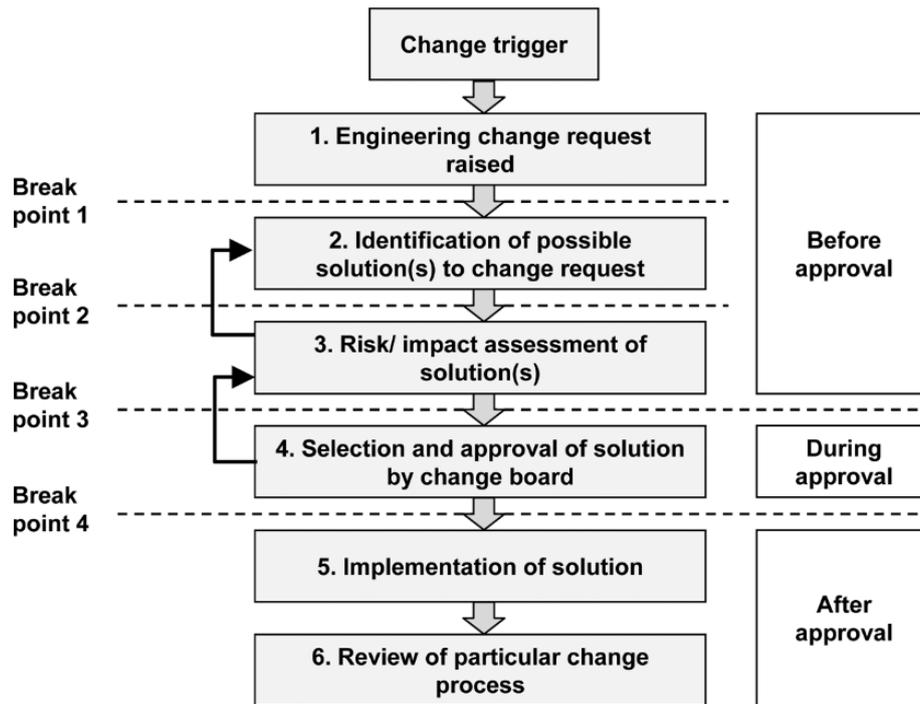 Change trigger
1. Engineering change request
raised
Break
point 1
2. Identification of possible
solution(s) to change request
Before
approval
Break
point 2
3. Risk/ impact assessment of
solution(s)
Break
point 3
4. Selection and approval of solution
by change board
During
approval
Break
point 4
5. Implementation of solution
After
approval
6. Review of particular change
process